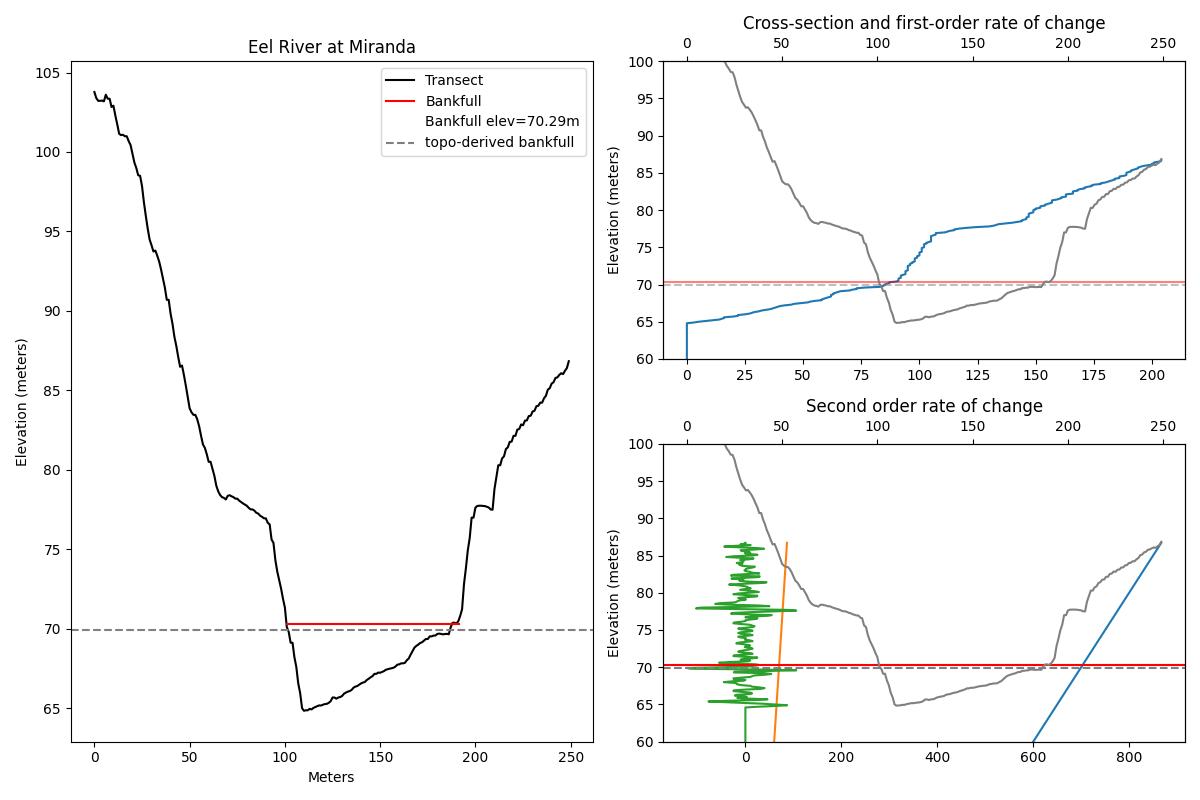 Eel River at Miranda
Transect
Bankfull
Bankfull elev=70.29m
topo-derived bankfull
105
100
95
90
85
80
75
70
65
Elevation (meters)
0 50 100 150 200 250
Meters
Cross-section and first-order rate of change
0 50 100 150 200 250
100
95
90
85
80
75
70
65
60
Elevation (meters)
0 25 50 75 100 125 150 175 200
Second order rate of change
0 50 100 150 200 250
100
95
90
85
80
75
70
65
60
Elevation (meters)
0 200 400 600 800